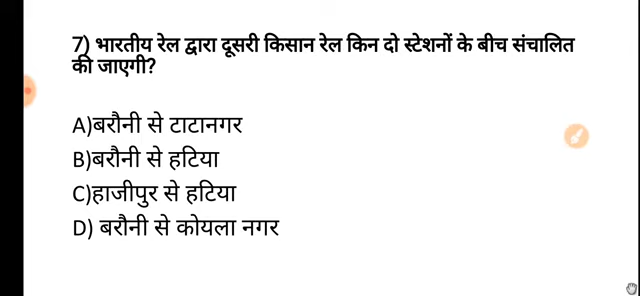 7) भारतीय रेल द्वारा दूसरी किसान रेल किन दो स्टेशनों के बीच संचालित
की जाएगी?
A)बरौनी से टाटानगर
B)बरौनी से हटिया
C)हाजीपुर से हटिया
D) बरौनी से कोयला नगर